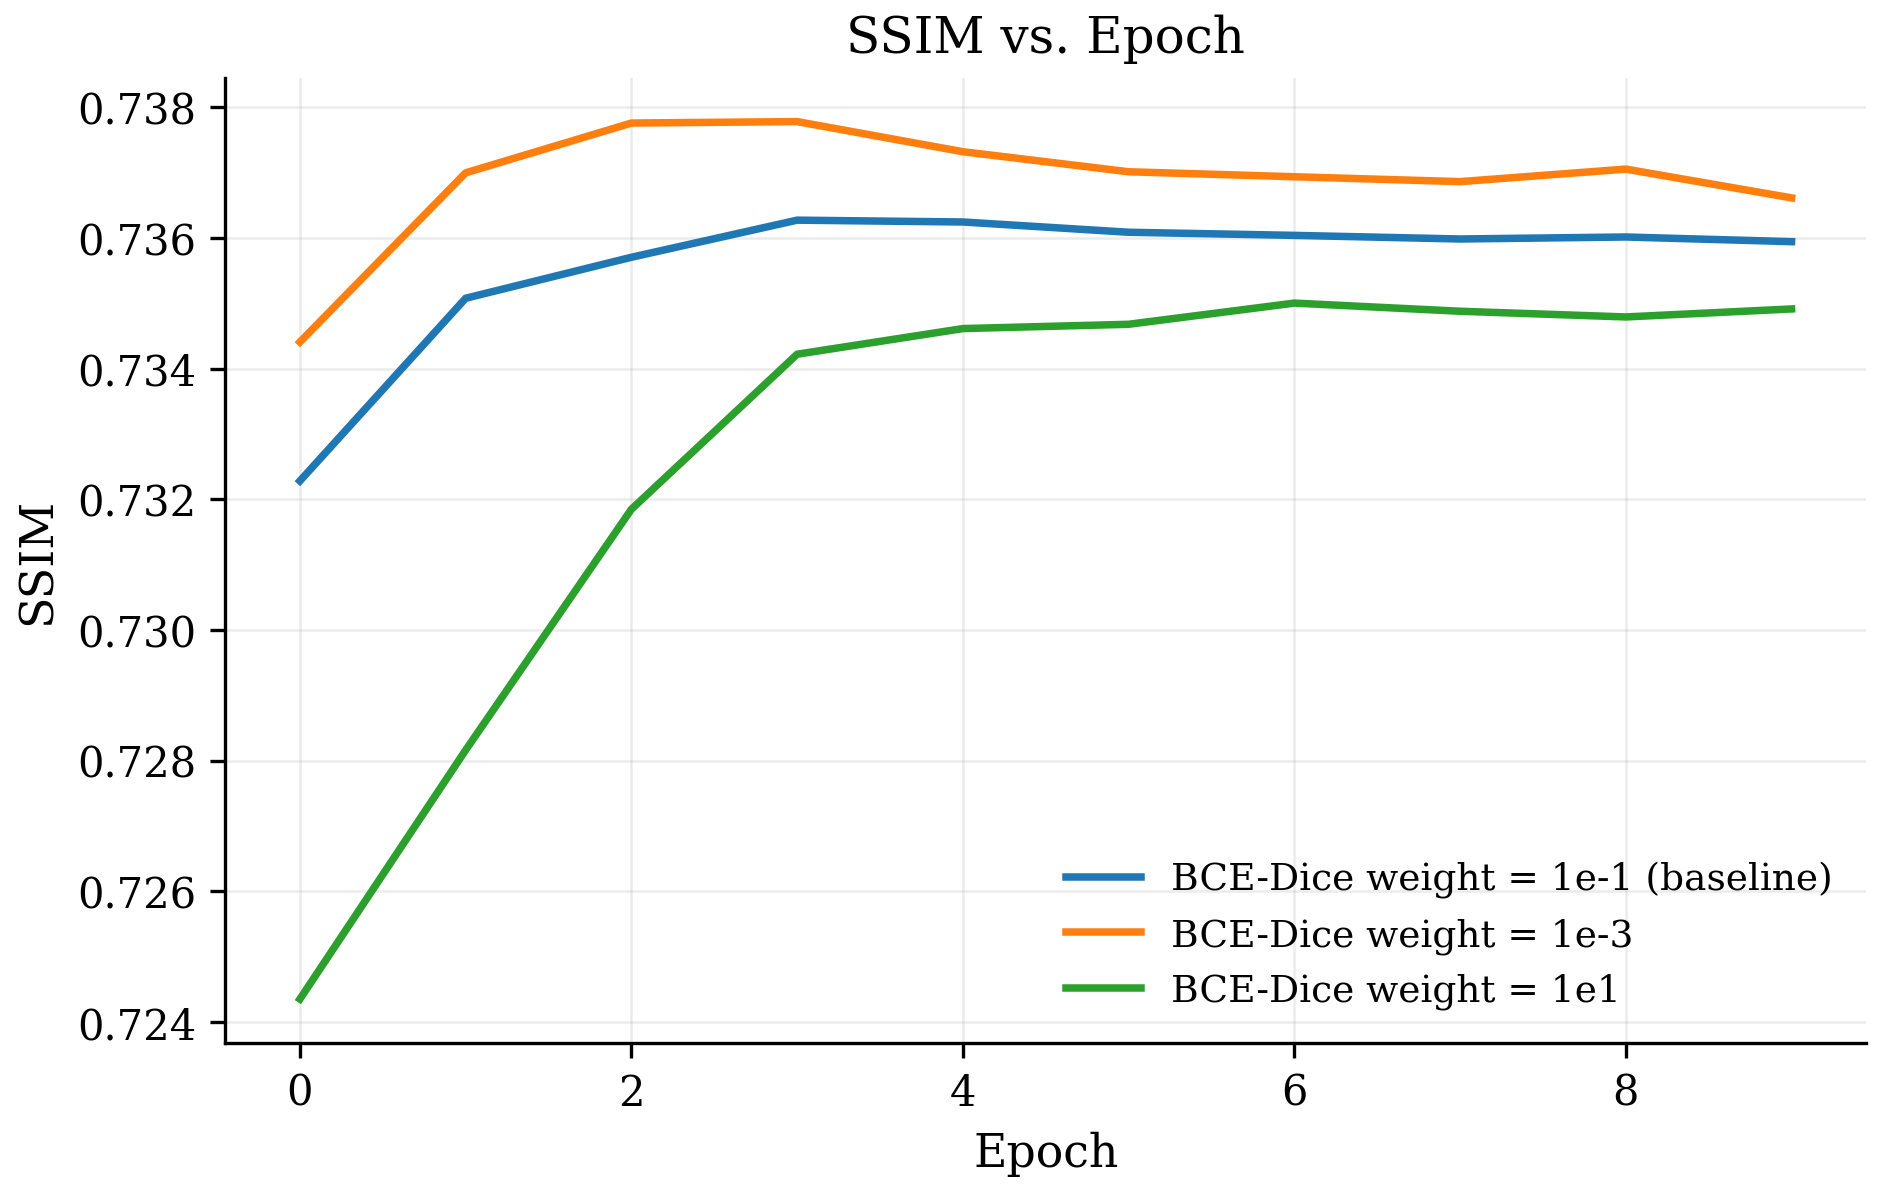 SSIM vs. Epoch
SSIM
0.738
0.736
0.734
0.732
0.730
0.728
0.726
0.724
BCE-Dice weight = 1e-1 (baseline)
BCE-Dice weight = 1e-3
BCE-Dice weight = 1e1
0 2 4 6 8
Epoch